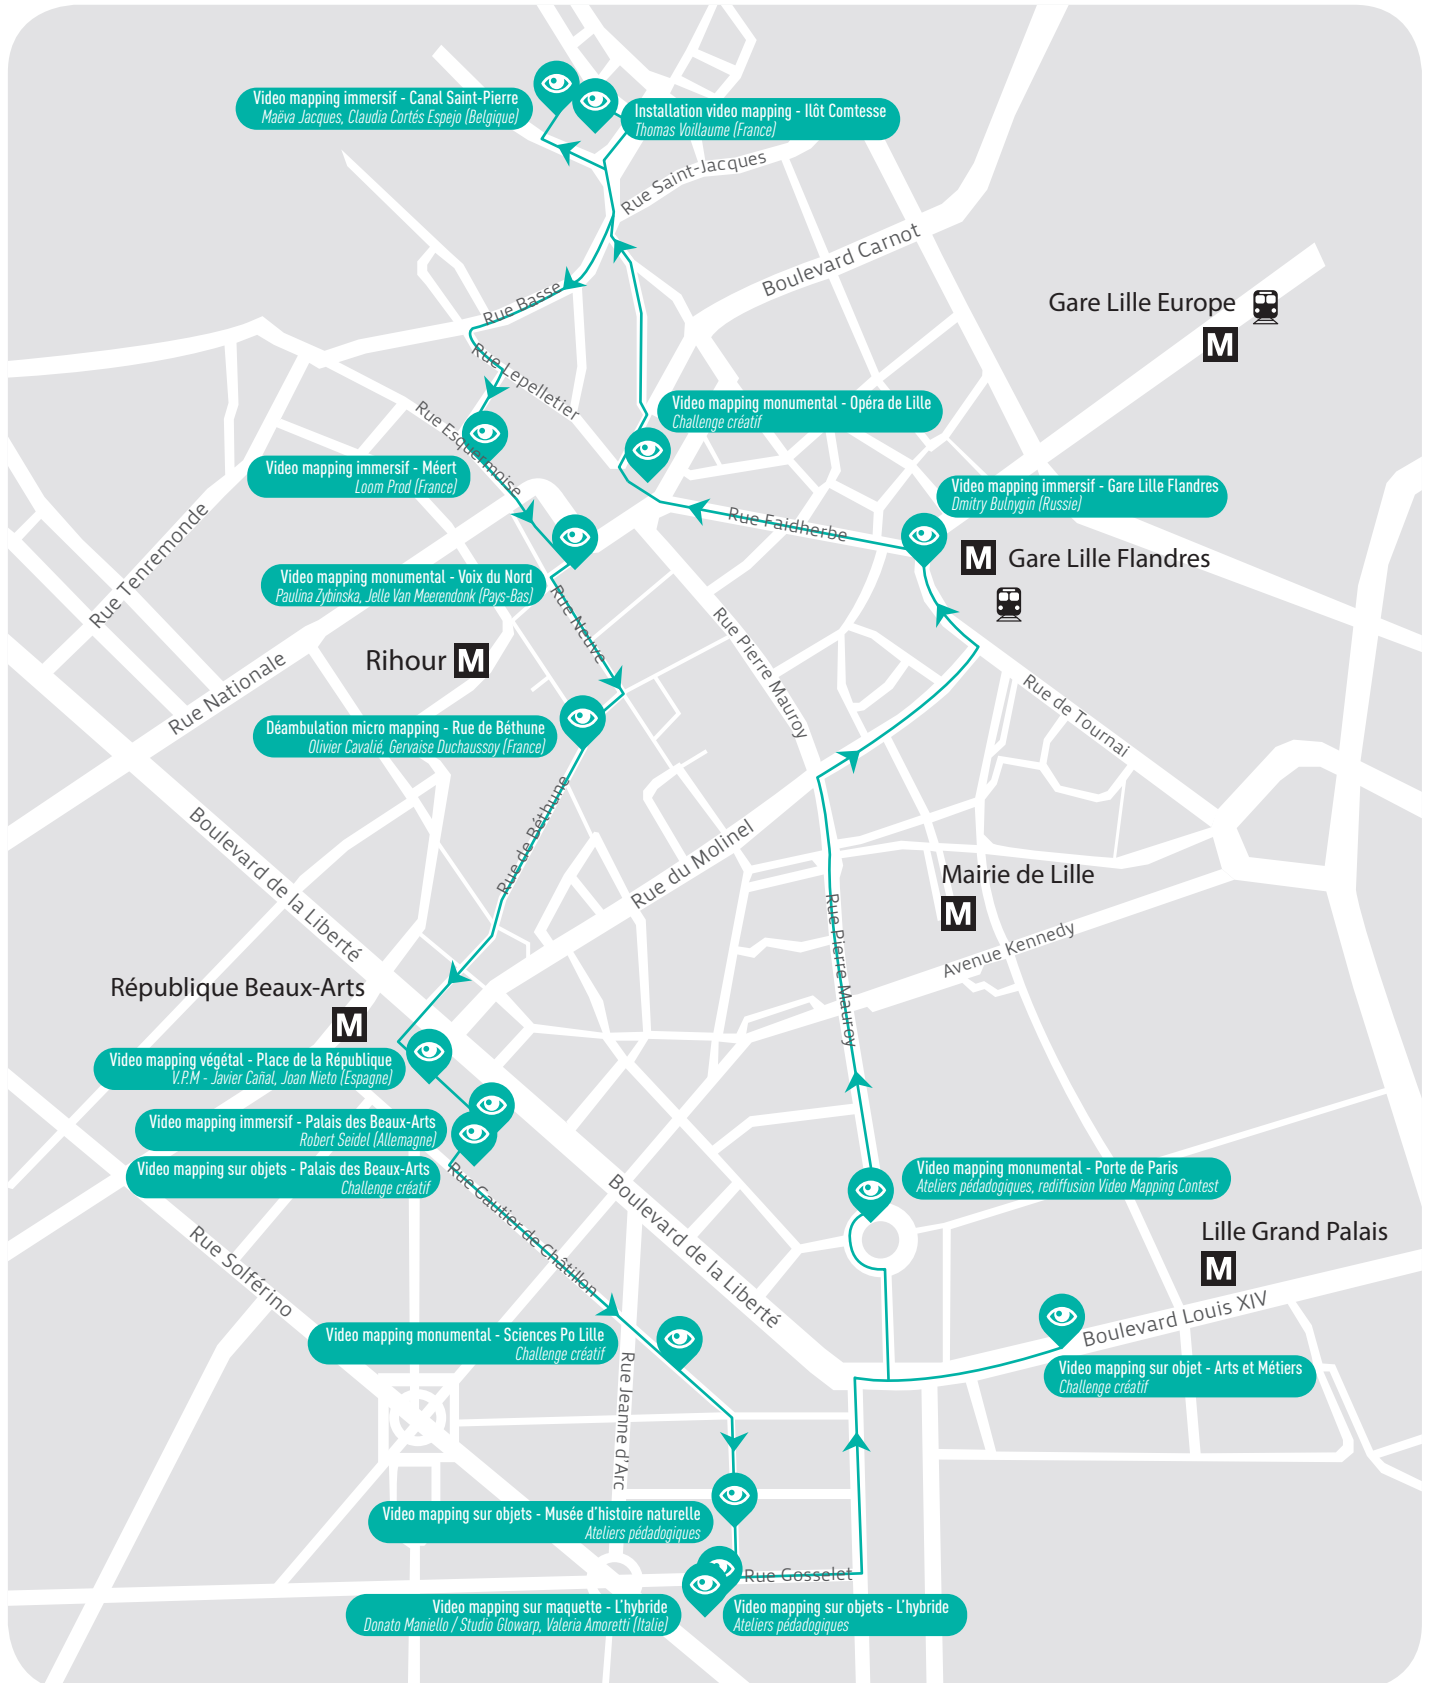 Video mapping immersif - Canal Saint-Pierre
Maëva Jacques, Claudia Cortés Espejo (Belgique)
Installation video mapping - Ilôt Comtesse
Thomas Voillaume (France)
Rue Saint-Jacques
Boulevard Carnot
Gare Lille Europe
M
Rue Basse
Rue Lepelletier
Rue Esquermoise
Video mapping monumental - Opéra de Lille
Challenge créatif
Video mapping immersif - Méert
Loom Prod (France)
Video mapping immersif - Gare Lille Flandres
Dmitry Bulnygin (Russie)
Rue Faidherbe
M Gare Lille Flandres
Rue Tenremonde
Video mapping monumental - Voix du Nord
Paulina Zybinska, Jelle Van Meerendonk (Pays-Bas)
Rue Neuve
Rue Pierre Mauroy
Rihour M
Rue Nationale
Rue de Tournai
Déambulation micro mapping - Rue de Béthune
Olivier Cavalié, Gervaise Duchaussoy (France)
Rue de Béthune
Boulevard de la Liberté
Rue du Molinel
Mairie de Lille
M
Rue Pierre Mauroy
Avenue Kennedy
République Beaux-Arts
M
Video mapping végétal - Place de la République
V.P.M - Javier Cañal, Joan Nieto (Espagne)
Video mapping immersif - Palais des Beaux-Arts
Robert Seidel (Allemagne)
Video mapping sur objets - Palais des Beaux-Arts
Challenge créatif
Rue Gautier de Châtillon
Boulevard de la Liberté
Video mapping monumental - Porte de Paris
Ateliers pédadogiques, rediffusion Video Mapping Contest
Rue Solférino
Lille Grand Palais
M
Boulevard Louis XIV
Video mapping monumental - Sciences Po Lille
Challenge créatif
Rue Jeanne d'Arc
Video mapping sur objet - Arts et Métiers
Challenge créatif
Video mapping sur objets - Musée d'histoire naturelle
Ateliers pédadogiques
Rue Gosselet
Video mapping sur maquette - L'hybride
Donato Maniello / Studio Glowarp, Valeria Amoretti (Italie)
Video mapping sur objets - L'hybride
Ateliers pédadogiques